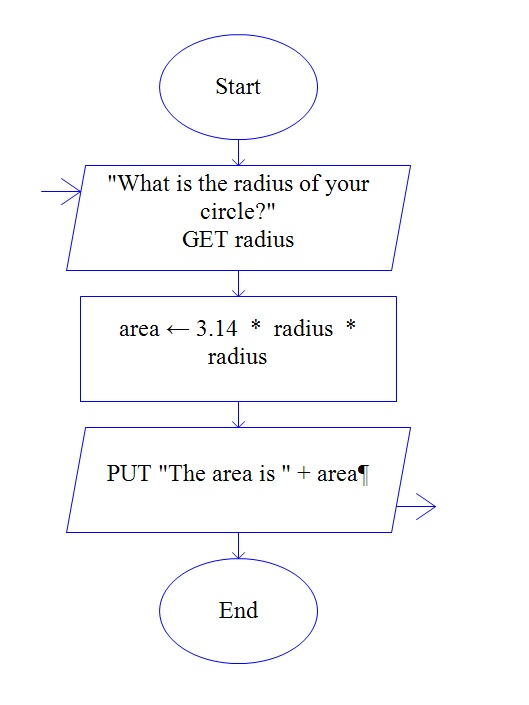 Start
"What is the radius of your
circle?"
GET radius
area ← 3.14 * radius *
radius
PUT "The area is " + area¶
End